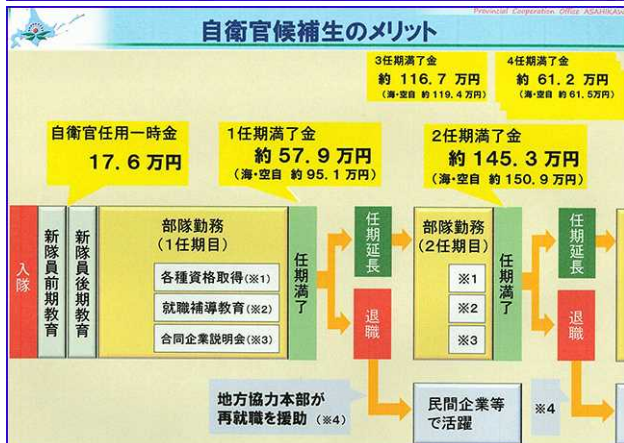 Provincial Cooperation Office ASAHIKAWA
自衛官候補生のメリット
3任期満了金
約 116.7 万円
(海・空自 約 119.4 万円)
4任期満了金
約 61.2 万円
(海・空自 約 61.5万円)
自衛官任用一時金
17.6 万円
1任期満了金
約 57.9 万円
(海・空自 約 95.1 万円)
2任期満了金
約 145.3 万円
(海・空自 約 150.9 万円)
入隊
新隊員前期教育
新隊員後期教育
部隊勤務
(1任期目)
各種資格取得(※1)
就職補導教育(※2)
合同企業説明会(※3)
任期満了
任期延長
退職
部隊勤務
(2任期目)
※1
※2
※3
任期満了
任期延長
退職
地方協力本部が
再就職を援助 (※4)
民間企業等
で活躍
※4